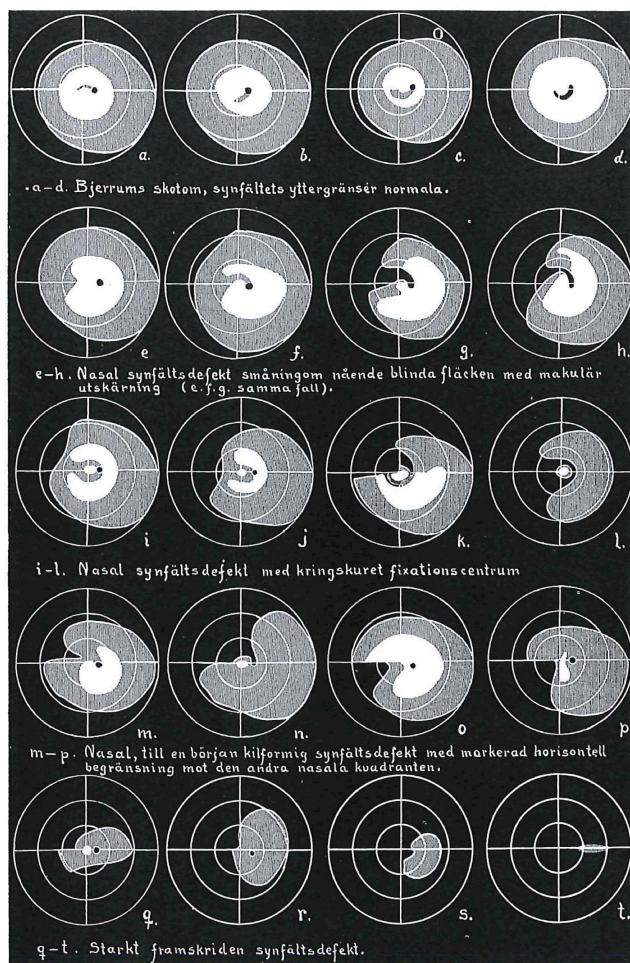 O
a. b. c. d.
a-d. Bjerrums skotom, synfältets yttergränser normala.
e f. g. h.
e-h. Nasal synfältsdefekt småningom nående blinda fläcken med makulär
utskärning (e.f.g. samma fall).
i j k. l.
i-l. Nasal synfältsdefekt med kringskuret fixationscentrum
m. n. o p
m-p. Nasal, till en början kilformig synfältsdefekt med markerad horisontell
begränsning mot den andra nasala kvadranten.
q. r. s. t.
q-t. Starkt framskriden synfältsdefekt.